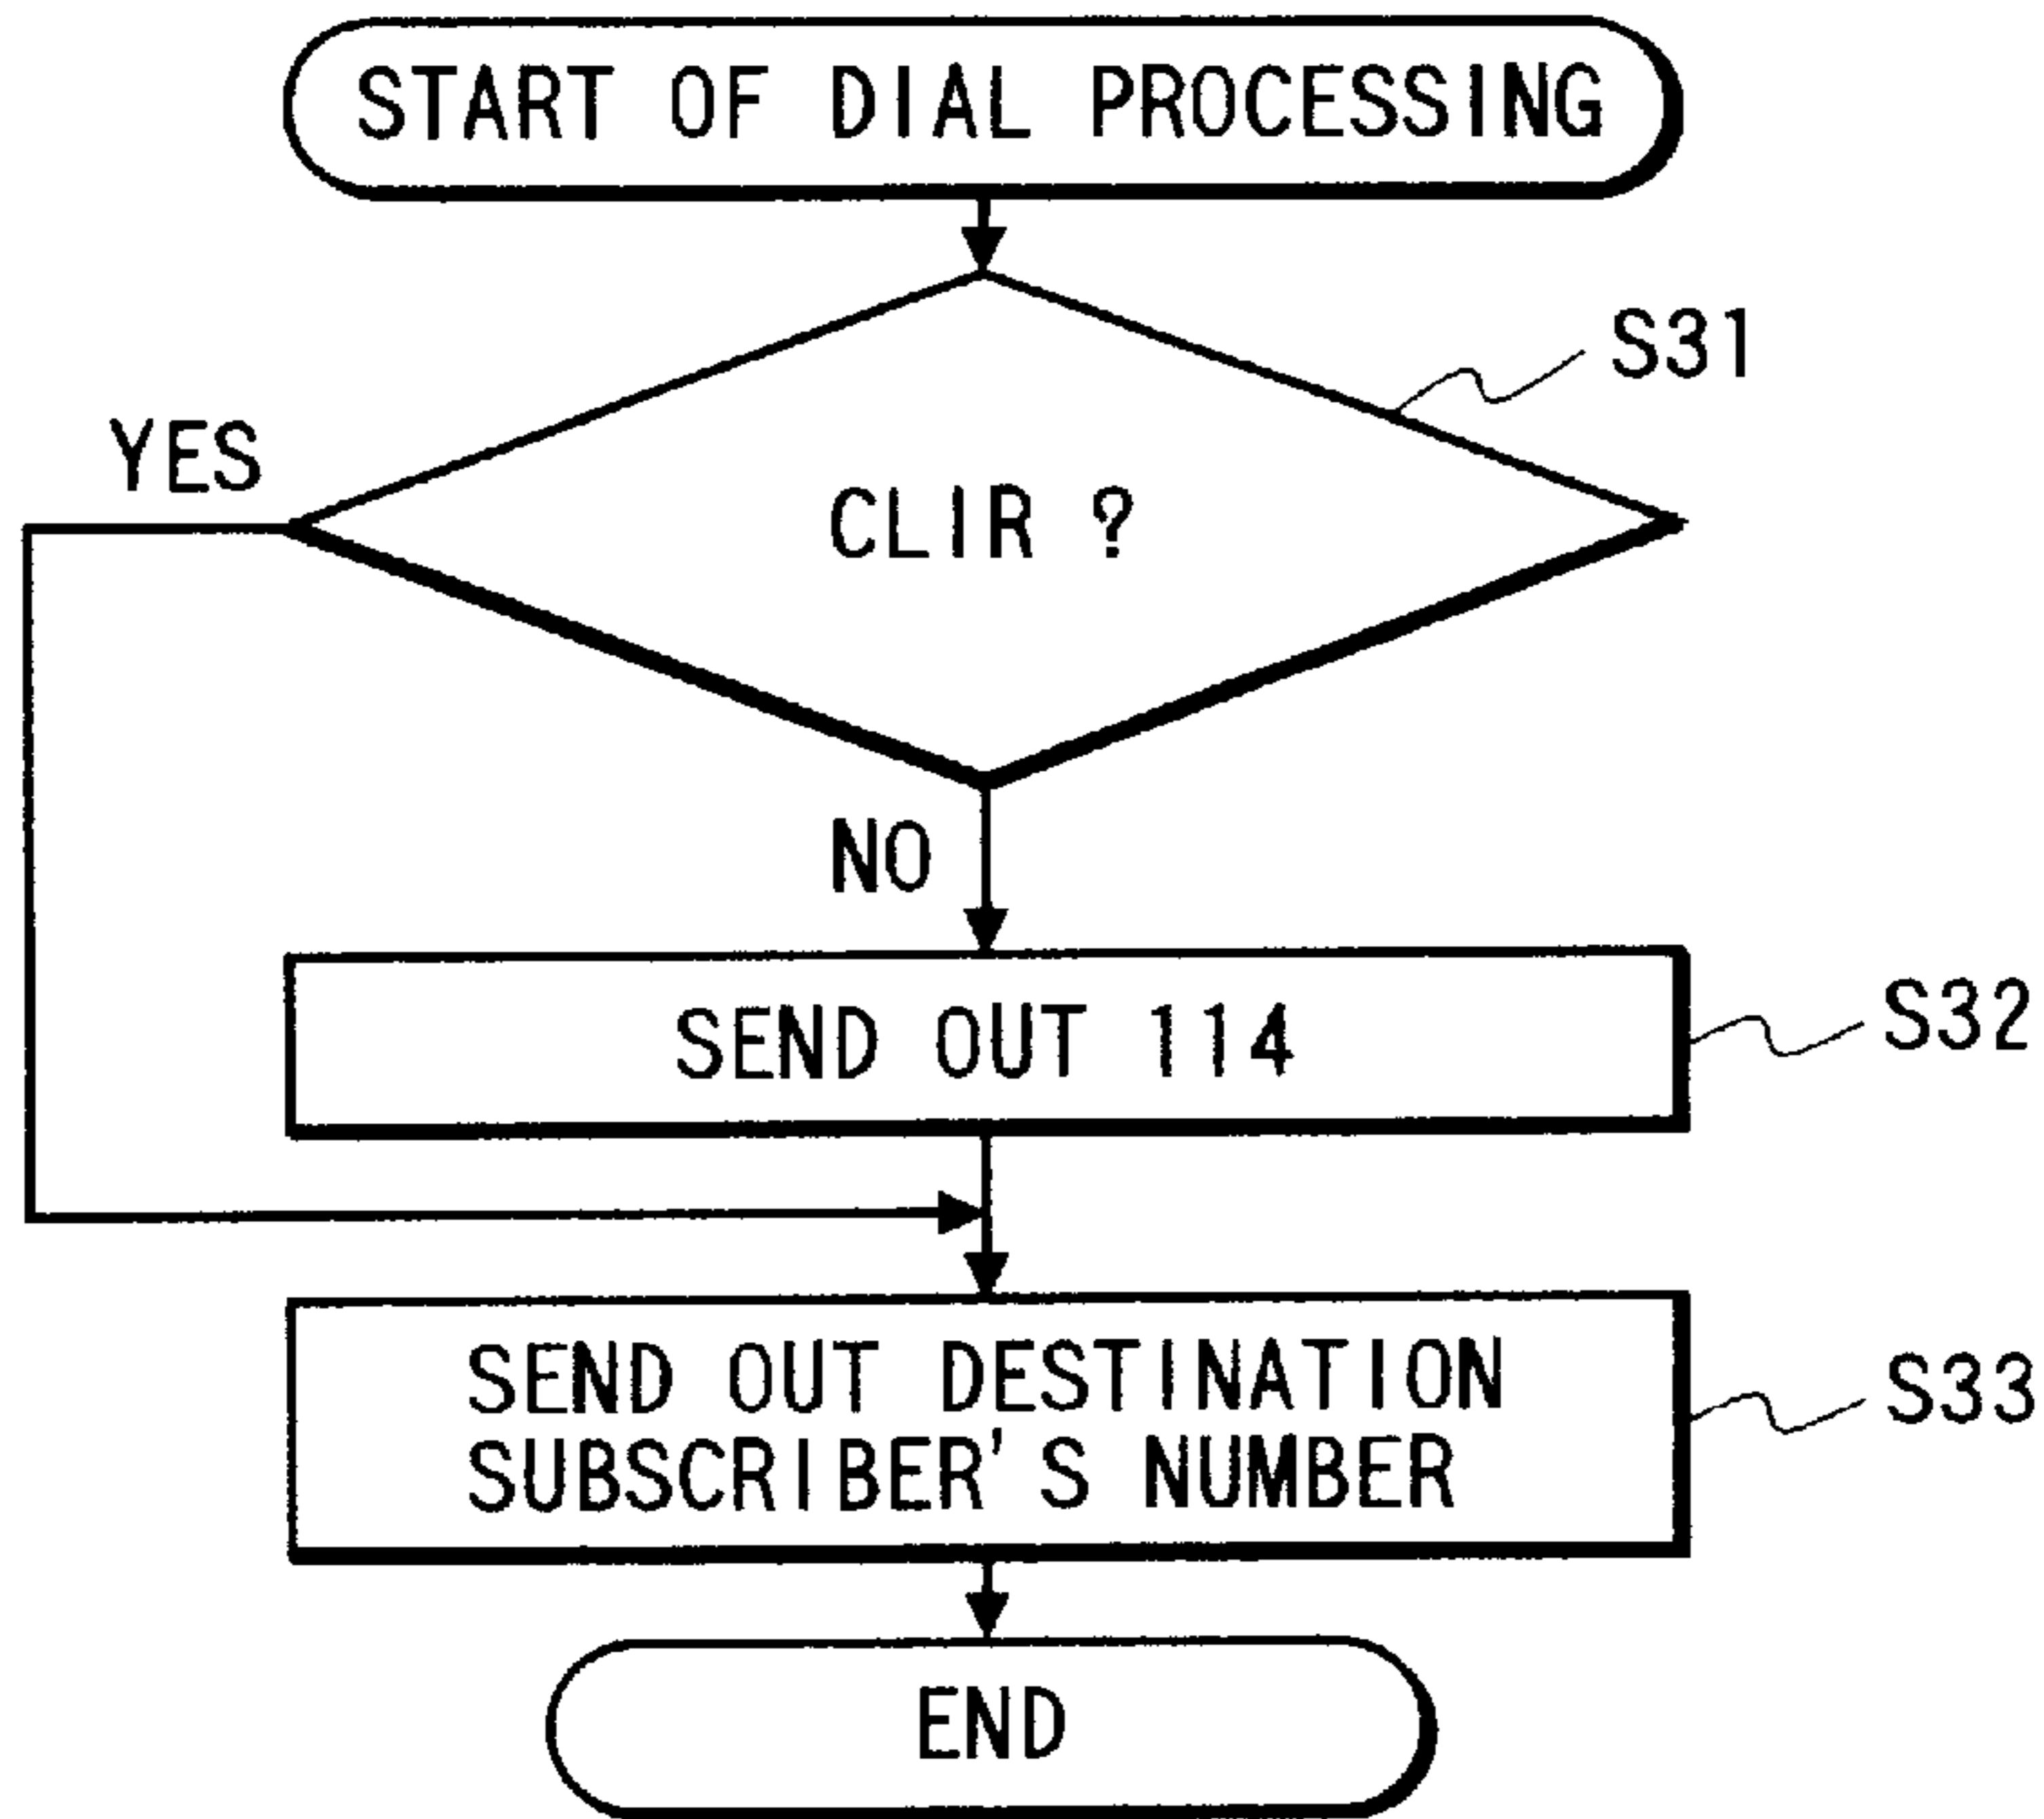 START OF DIAL PROCESSING
S31
YES
CLIR ?
NO
SEND OUT 114
S32
SEND OUT DESTINATION
SUBSCRIBER'S NUMBER
S33
END